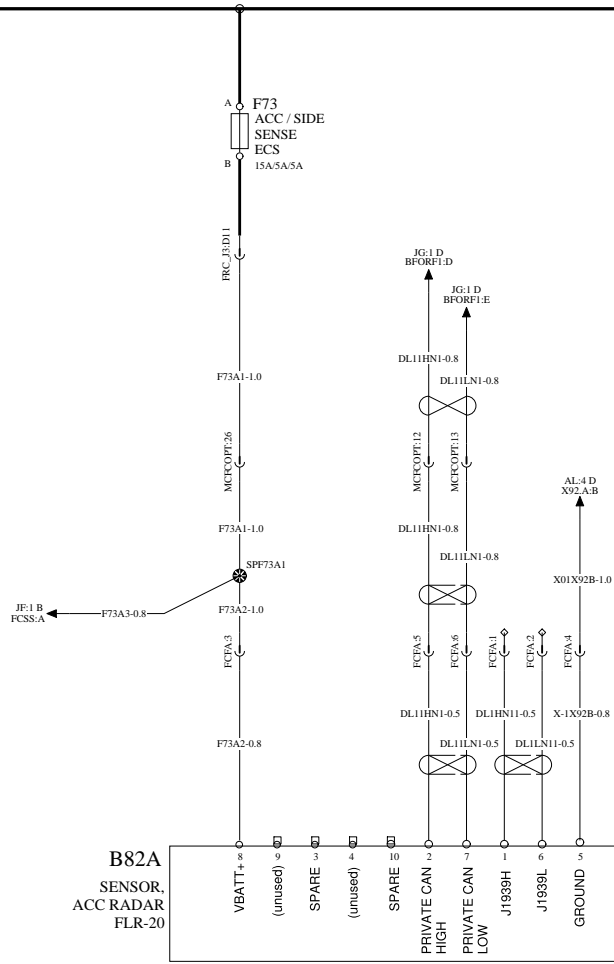 A
F73
ACC / SIDE
SENSE
ECS
B
15A/5A/5A
FRC_J3:D11
JG:1 D
BFORF1:D
JG:1 D
BFORF1:E
F73A1-1.0
DL11HN1-0.8
DL11LN1-0.8
MCFCOPT:26
MCFCOPT:12
MCFCOPT:13
AL:4 D
X92.A:B
F73A1-1.0
DL11HN1-0.8
DL11LN1-0.8
SPF73A1
X01X92B-1.0
JF:1 B
FCSS:A
F73A3-0.8
F73A2-1.0
FCFA:3
FCFA:5
FCFA:6
FCFA:1
FCFA:2
FCFA:4
DL11HN1-0.5
DL1HN11-0.5
X-1X92B-0.8
F73A2-0.8
DL11LN1-0.5
DL1LN11-0.5
B82A
SENSOR,
ACC RADAR
FLR-20
8
9
3
4
10
2
7
1
6
5
VBATT+
(unused)
SPARE
(unused)
SPARE
PRIVATE CAN
HIGH
PRIVATE CAN
LOW
J1939H
J1939L
GROUND